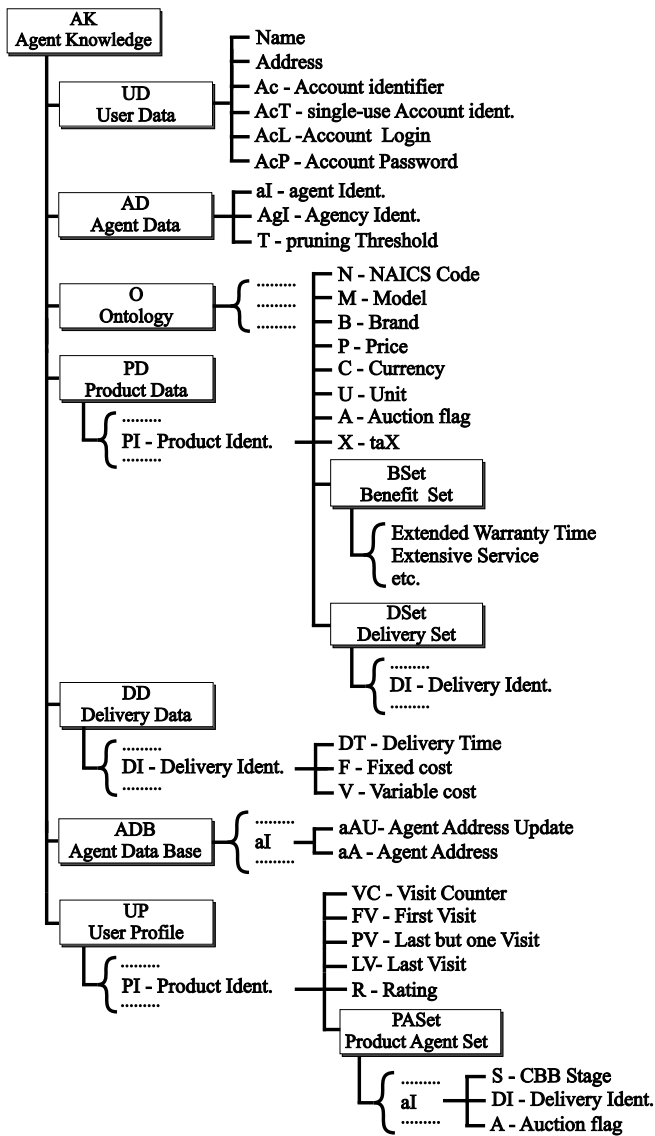 AK
Agent Knowledge
UD
User Data
Name
Address
Ac - Account identifier
AcT - single-use Account ident.
AcL -Account Login
AcP - Account Password
AD
Agent Data
aI - agent Ident.
AgI - Agency Ident.
T - pruning Threshold
O
Ontology
.........
.........
.........
PD
Product Data
.........
PI - Product Ident.
.........
N - NAICS Code
M - Model
B - Brand
P - Price
C - Currency
U - Unit
A - Auction flag
X - taX
BSet
Benefit Set
Extended Warranty Time
Extensive Service
etc.
DSet
Delivery Set
.........
DI - Delivery Ident.
.........
DD
Delivery Data
.........
DI - Delivery Ident.
.........
DT - Delivery Time
F - Fixed cost
V - Variable cost
ADB
Agent Data Base
.........
aI
.........
aAU- Agent Address Update
aA - Agent Address
UP
User Profile
.........
PI - Product Ident.
.........
VC - Visit Counter
FV - First Visit
PV - Last but one Visit
LV- Last Visit
R - Rating
PASet
Product Agent Set
.........
aI
.........
S - CBB Stage
DI - Delivery Ident.
A - Auction flag